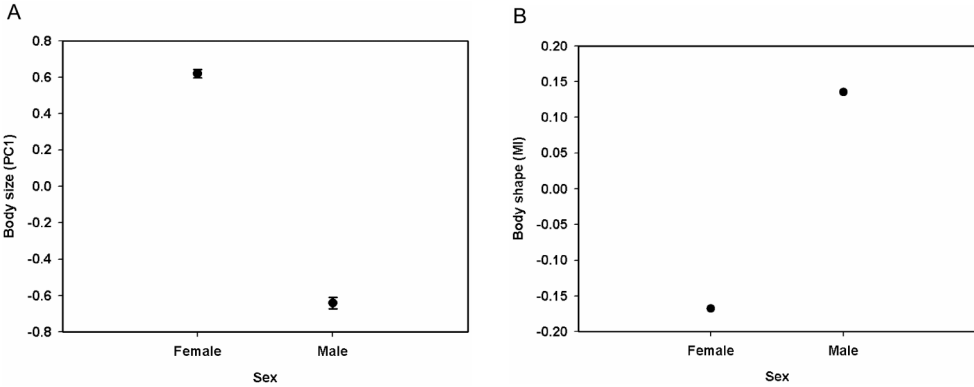 A
Body size (PC1)
0.8
0.6
0.4
0.2
0.0
-0.2
-0.4
-0.6
-0.8
Female Male
Sex
B
Body shape (MI)
0.20
0.15
0.10
0.05
0.00
-0.05
-0.10
-0.15
-0.20
Female Male
Sex